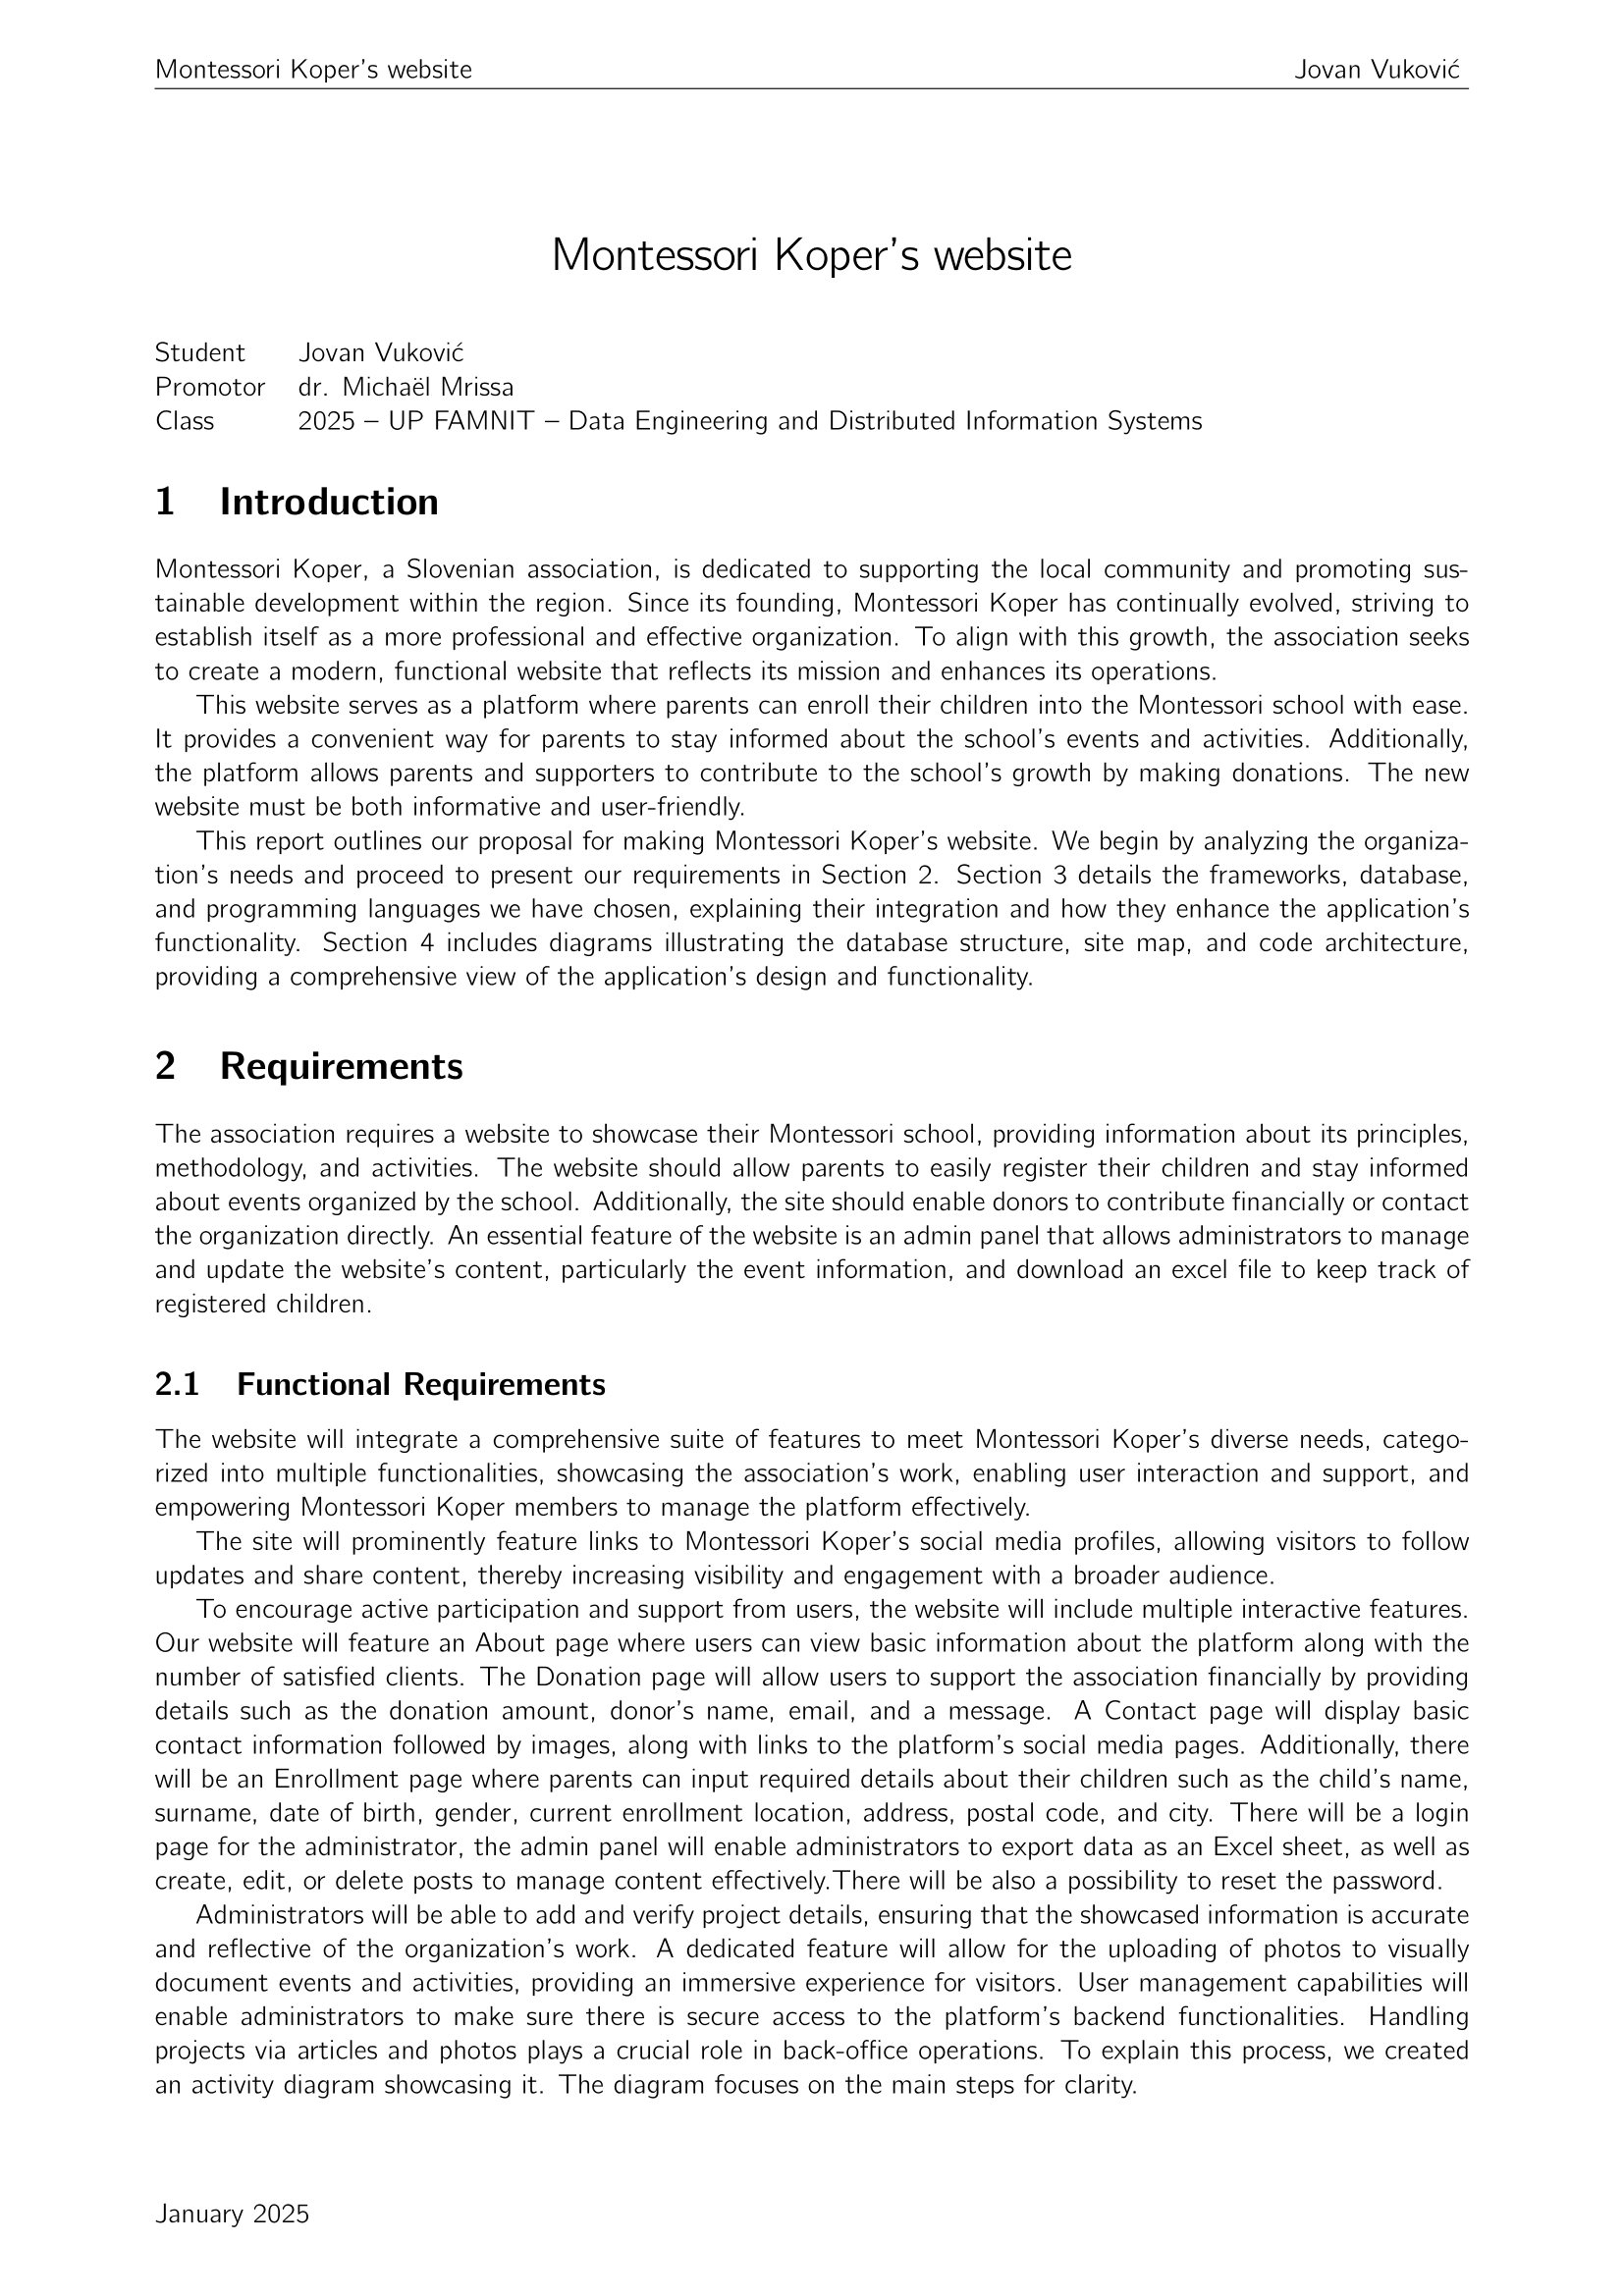 Montessori Koper's website Jovan Vuković
Montessori Koper's website
Student Jovan Vuković
Promotor dr. Michaël Mrissa
Class 2025 – UP FAMNIT – Data Engineering and Distributed Information Systems
1 Introduction
Montessori Koper, a Slovenian association, is dedicated to supporting the local community and promoting sus-
tainable development within the region. Since its founding, Montessori Koper has continually evolved, striving to
establish itself as a more professional and effective organization. To align with this growth, the association seeks
to create a modern, functional website that reflects its mission and enhances its operations.
This website serves as a platform where parents can enroll their children into the Montessori school with ease.
It provides a convenient way for parents to stay informed about the school's events and activities. Additionally,
the platform allows parents and supporters to contribute to the school's growth by making donations. The new
website must be both informative and user-friendly.
This report outlines our proposal for making Montessori Koper's website. We begin by analyzing the organiza-
tion's needs and proceed to present our requirements in Section 2. Section 3 details the frameworks, database,
and programming languages we have chosen, explaining their integration and how they enhance the application's
functionality. Section 4 includes diagrams illustrating the database structure, site map, and code architecture,
providing a comprehensive view of the application's design and functionality.
2 Requirements
The association requires a website to showcase their Montessori school, providing information about its principles,
methodology, and activities. The website should allow parents to easily register their children and stay informed
about events organized by the school. Additionally, the site should enable donors to contribute financially or contact
the organization directly. An essential feature of the website is an admin panel that allows administrators to manage
and update the website's content, particularly the event information, and download an excel file to keep track of
registered children.
2.1 Functional Requirements
The website will integrate a comprehensive suite of features to meet Montessori Koper's diverse needs, catego-
rized into multiple functionalities, showcasing the association's work, enabling user interaction and support, and
empowering Montessori Koper members to manage the platform effectively.
The site will prominently feature links to Montessori Koper's social media profiles, allowing visitors to follow
updates and share content, thereby increasing visibility and engagement with a broader audience.
To encourage active participation and support from users, the website will include multiple interactive features.
Our website will feature an About page where users can view basic information about the platform along with the
number of satisfied clients. The Donation page will allow users to support the association financially by providing
details such as the donation amount, donor's name, email, and a message. A Contact page will display basic
contact information followed by images, along with links to the platform's social media pages. Additionally, there
will be an Enrollment page where parents can input required details about their children such as the child's name,
surname, date of birth, gender, current enrollment location, address, postal code, and city. There will be a login
page for the administrator, the admin panel will enable administrators to export data as an Excel sheet, as well as
create, edit, or delete posts to manage content effectively.There will be also a possibility to reset the password.
Administrators will be able to add and verify project details, ensuring that the showcased information is accurate
and reflective of the organization's work. A dedicated feature will allow for the uploading of photos to visually
document events and activities, providing an immersive experience for visitors. User management capabilities will
enable administrators to make sure there is secure access to the platform's backend functionalities. Handling
projects via articles and photos plays a crucial role in back-office operations. To explain this process, we created
an activity diagram showcasing it. The diagram focuses on the main steps for clarity.
January 2025